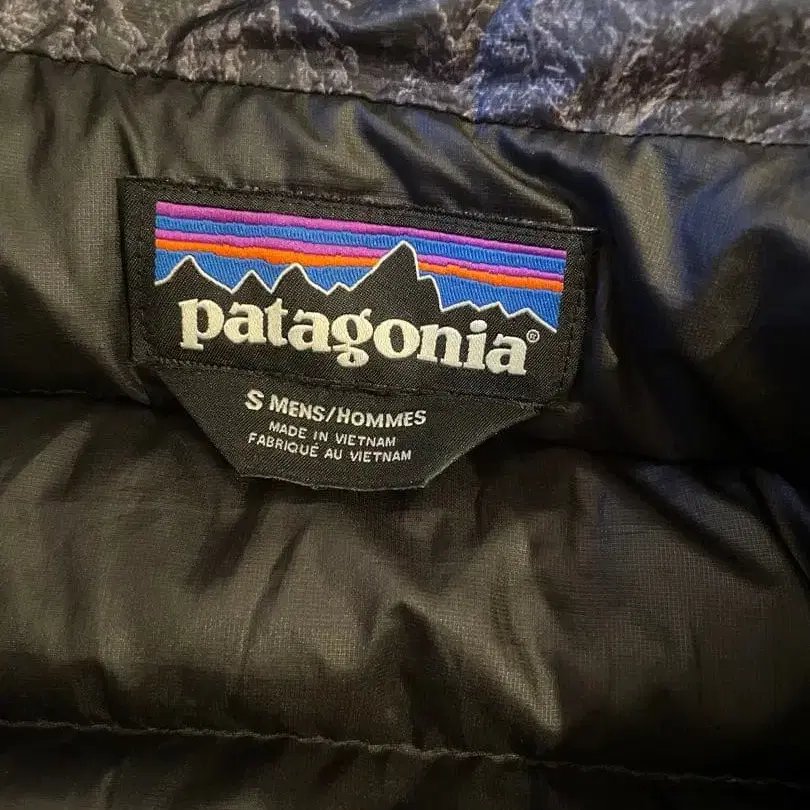 patagonia®
S MENS/HOMMES
MADE IN VIETNAM
FABRIQUÉ AU VIETNAM